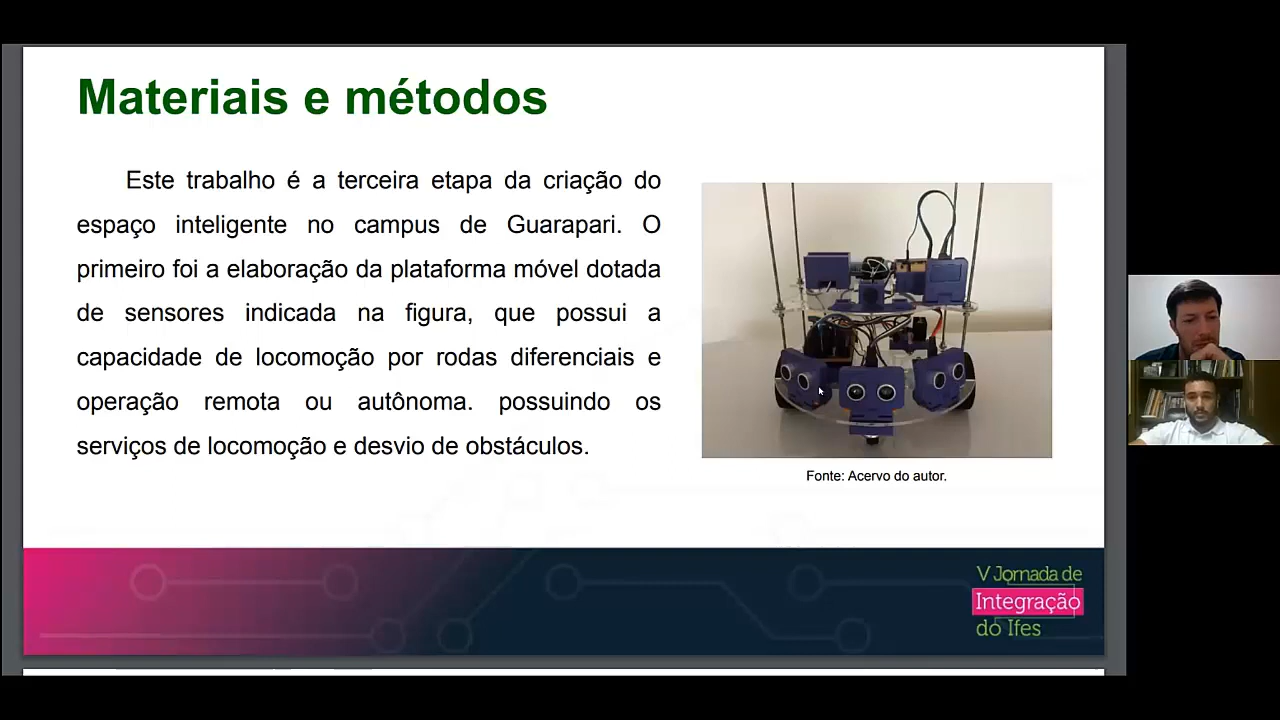 Materiais e métodos
Este trabalho é a terceira etapa da criação do
espaço inteligente no campus de Guarapari. O
primeiro foi a elaboração da plataforma móvel dotada
de sensores indicada na figura, que possui a
capacidade de locomoção por rodas diferenciais e
operação remota ou autônoma. possuindo os
serviços de locomoção e desvio de obstáculos.
Fonte: Acervo do autor.
V Jornada de
Integração
do Ifes